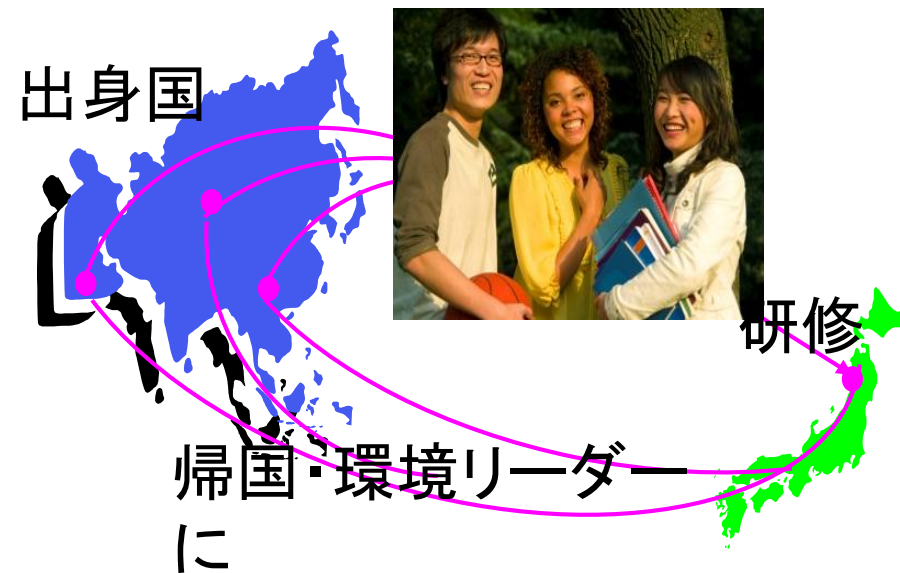 出身国
研修
帰国・環境リーダー
に